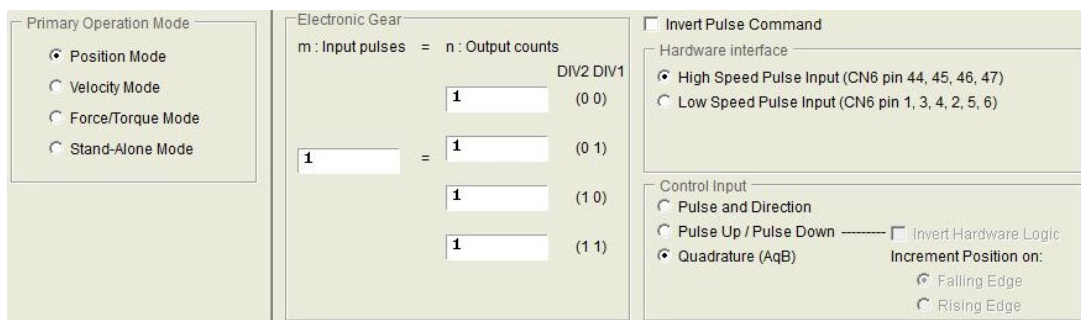 Primary Operation Mode
Position Mode
Velocity Mode
Force/Torque Mode
Stand-Alone Mode
Electronic Gear
m : Input pulses = n : Output counts
DIV2 DIV1
1 (0 0)
1 = 1 (0 1)
1 (1 0)
1 (1 1)
Invert Pulse Command
Hardware interface
High Speed Pulse Input (CN6 pin 44, 45, 46, 47)
Low Speed Pulse Input (CN6 pin 1, 3, 4, 2, 5, 6)
Control Input
Pulse and Direction
Pulse Up / Pulse Down --------- Invert Hardware Logic
Quadrature (AqB) Increment Position on:
Falling Edge
Rising Edge